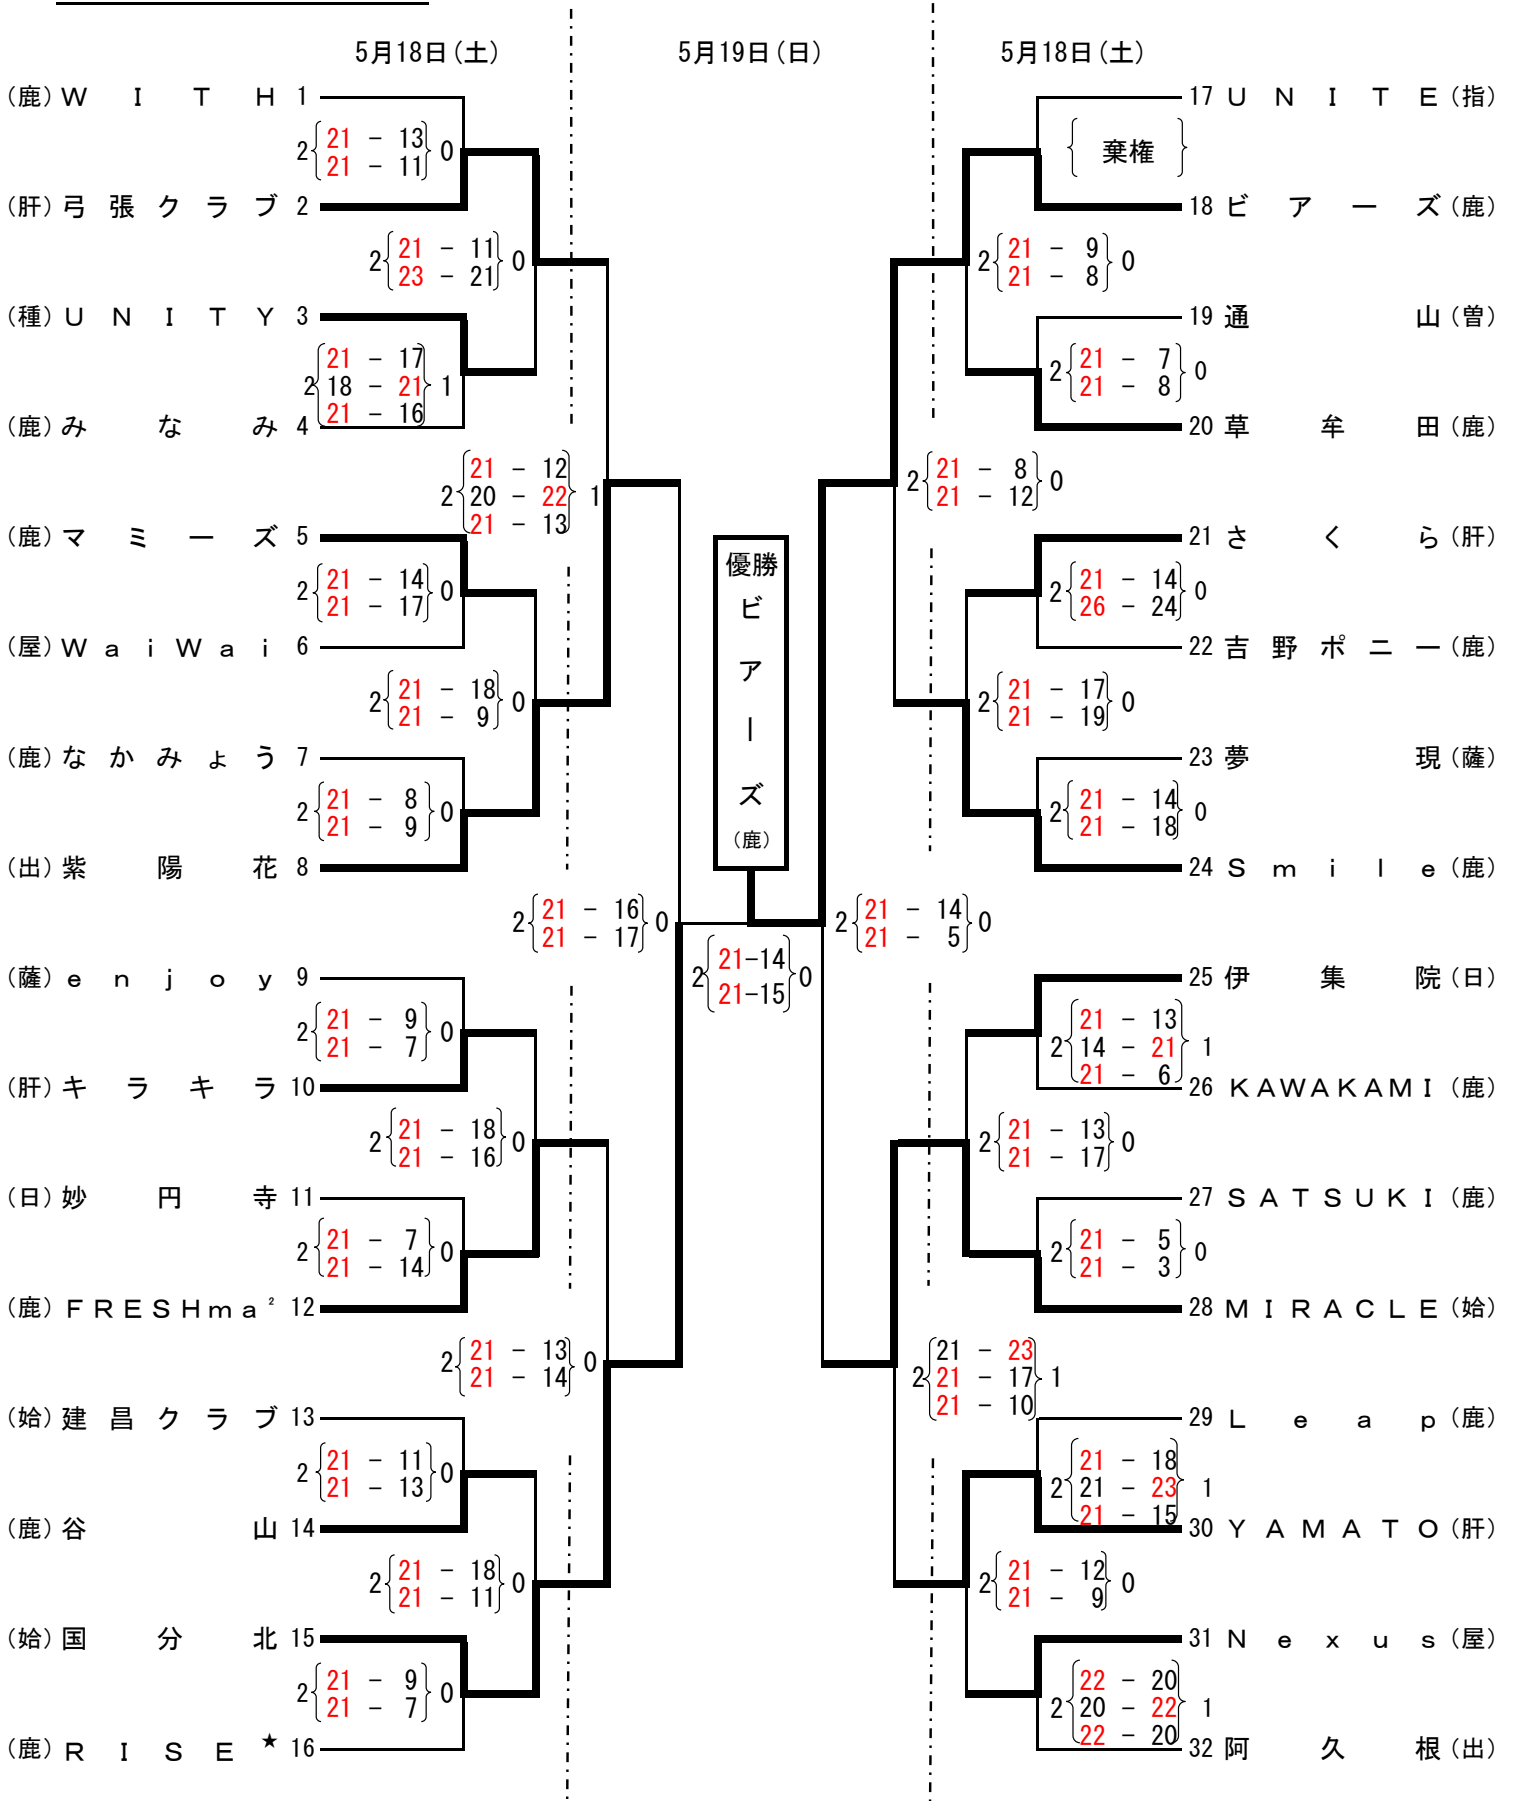 5月18日(土) 5月19日(日) 5月18日(土)
(鹿) W I T H 1
2 21 - 13 0
21 - 11
(肝) 弓張クラブ 2
2 21 - 11 0
23 - 21
(種) U N I T Y 3
21 - 17
2 18 - 21 1
21 - 16
(鹿) み な み 4
21 - 12
2 20 - 22 1
21 - 13
(鹿) マ ミ ー ズ 5
2 21 - 14 0
21 - 17
(屋) W a i W a i 6
2 21 - 18 0
21 - 9
(鹿) なかみょう 7
2 21 - 8 0
21 - 9
(出) 紫 陽 花 8
2 21 - 16 0
21 - 17
(薩) e n j o y 9
2 21 - 9 0
21 - 7
(肝) キ ラ キ ラ 10
2 21 - 18 0
21 - 16
(日) 妙 円 寺 11
2 21 - 7 0
21 - 14
(鹿) FRESHma² 12
2 21 - 13 0
21 - 14
(姶) 建昌クラブ 13
2 21 - 11 0
21 - 13
(鹿) 谷 山 14
2 21 - 18 0
21 - 11
(姶) 国 分 北 15
2 21 - 9 0
21 - 7
(鹿) R I S E ★ 16
優勝
ビ
ア
ー
ズ
(鹿)
2 21-14 0
21-15
17 U N I T E (指)
棄権
18 ビ ア ー ズ (鹿)
2 21 - 9 0
21 - 8
19 通 山 (曽)
2 21 - 7 0
21 - 8
20 草 牟 田 (鹿)
2 21 - 8 0
21 - 12
21 さ く ら (肝)
2 21 - 14 0
26 - 24
22 吉野ポニー (鹿)
2 21 - 17 0
21 - 19
23 夢 現 (薩)
2 21 - 14 0
21 - 18
24 S m i l e (鹿)
2 21 - 14 0
21 - 5
25 伊 集 院 (日)
21 - 13
2 14 - 21 1
21 - 6
26 KAWAKAMI (鹿)
2 21 - 13 0
21 - 17
27 SATSUKI (鹿)
2 21 - 5 0
21 - 3
28 MIRACLE (姶)
21 - 23
2 21 - 17 1
21 - 10
29 L e a p (鹿)
21 - 18
2 21 - 23 1
21 - 15
30 Y A M A T O (肝)
2 21 - 12 0
21 - 9
31 N e x u s (屋)
22 - 20
2 20 - 22 1
22 - 20
32 阿 久 根 (出)